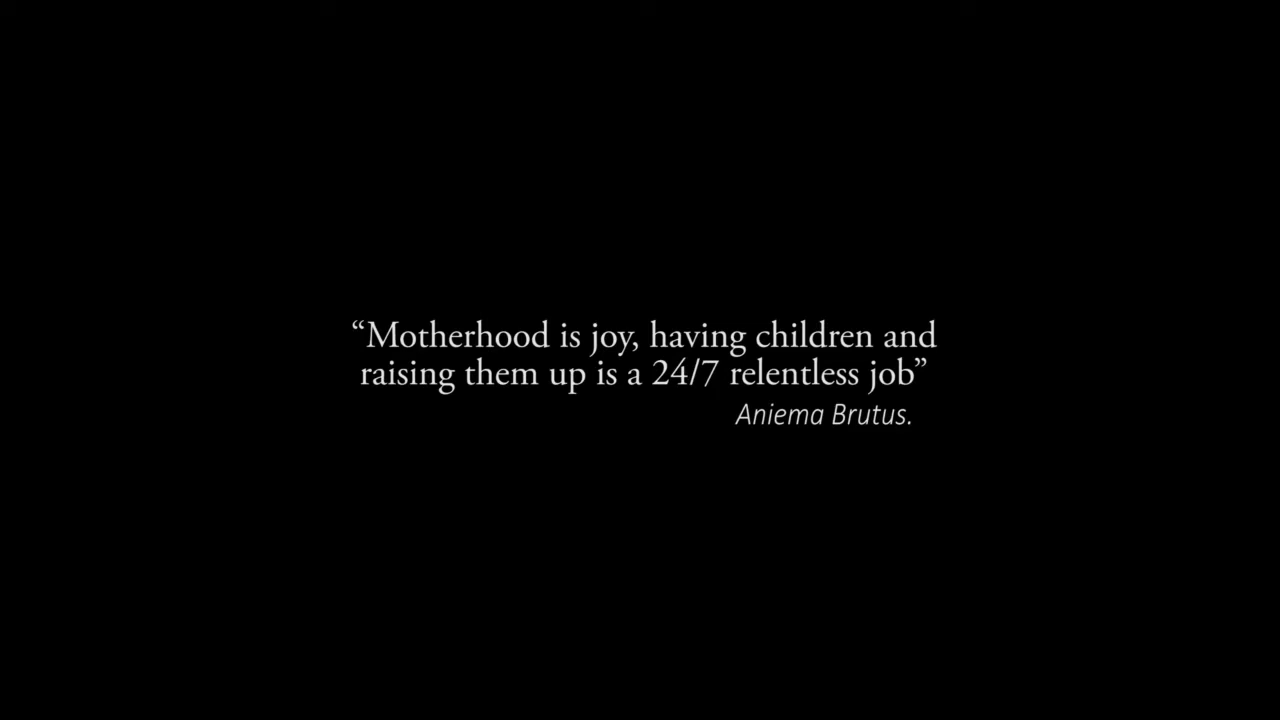 “Motherhood is joy, having children and
raising them up is a 24/7 relentless job”
Aniema Brutus.